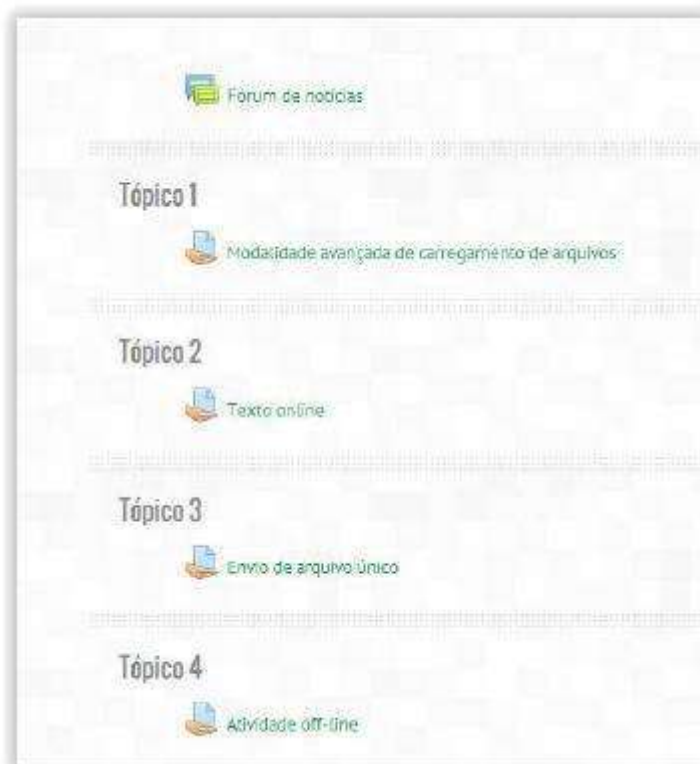 Fórum de notícias
Tópico 1
Modalidade avançada de carregamento de arquivos
Tópico 2
Texto online
Tópico 3
Envio de arquivo único
Tópico 4
Atividade off-line